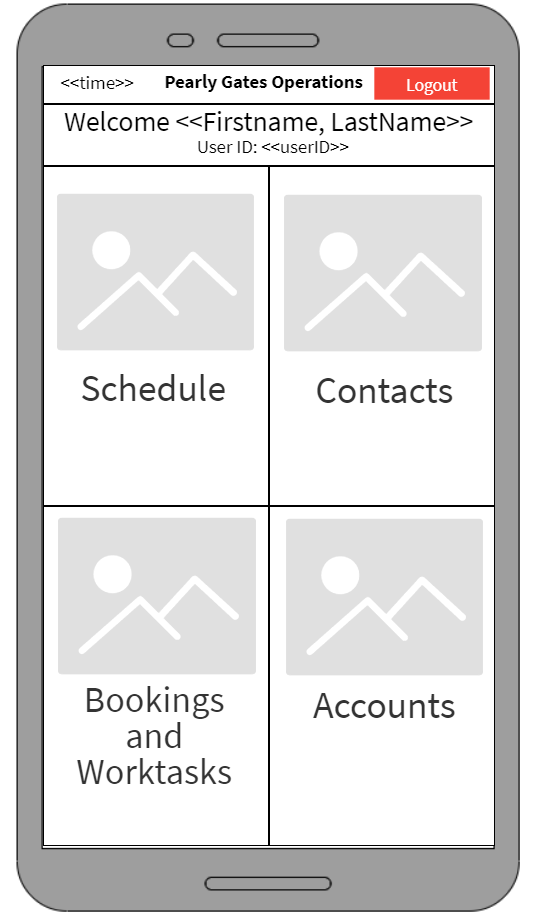 <<time>> Pearly Gates Operations Logout
Welcome <<Firstname, LastName>>
User ID: <<userID>>
Schedule
Contacts
Bookings
and
Worktasks
Accounts